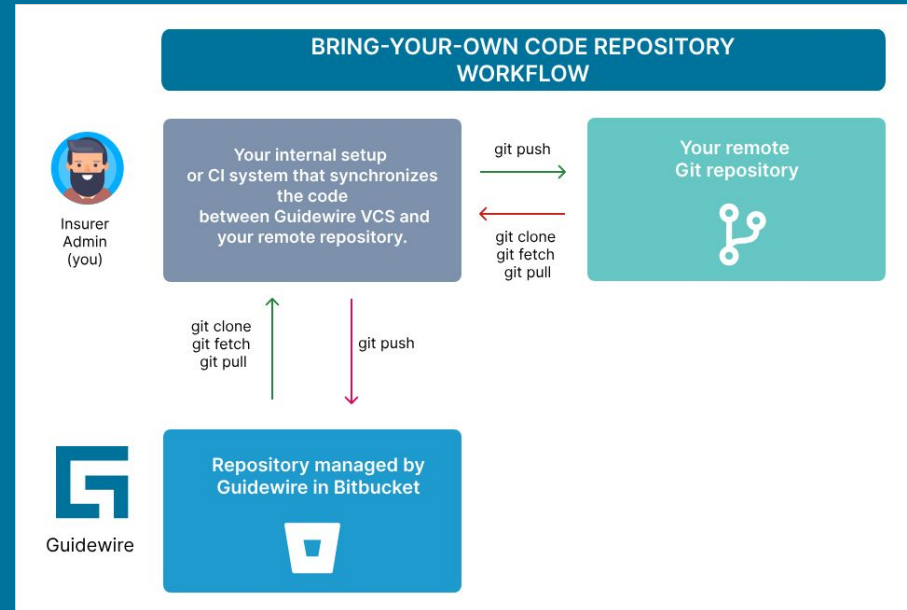 BRING-YOUR-OWN CODE REPOSITORY
WORKFLOW
Insurer
Admin
(you)
Your internal setup
or CI system that synchronizes
the code
between Guidewire VCS and
your remote repository.
git push
git clone
git fetch
git pull
Your remote
Git repository
git clone
git fetch
git pull
git push
Guidewire
Repository managed by
Guidewire in Bitbucket